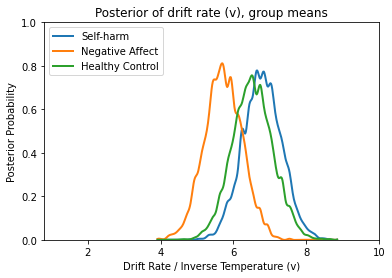 Posterior of drift rate (v), group means
1.0
0.8
0.6
0.4
0.2
0.0
Posterior Probability
Self-harm
Negative Affect
Healthy Control
2 4 6 8 10
Drift Rate / Inverse Temperature (v)